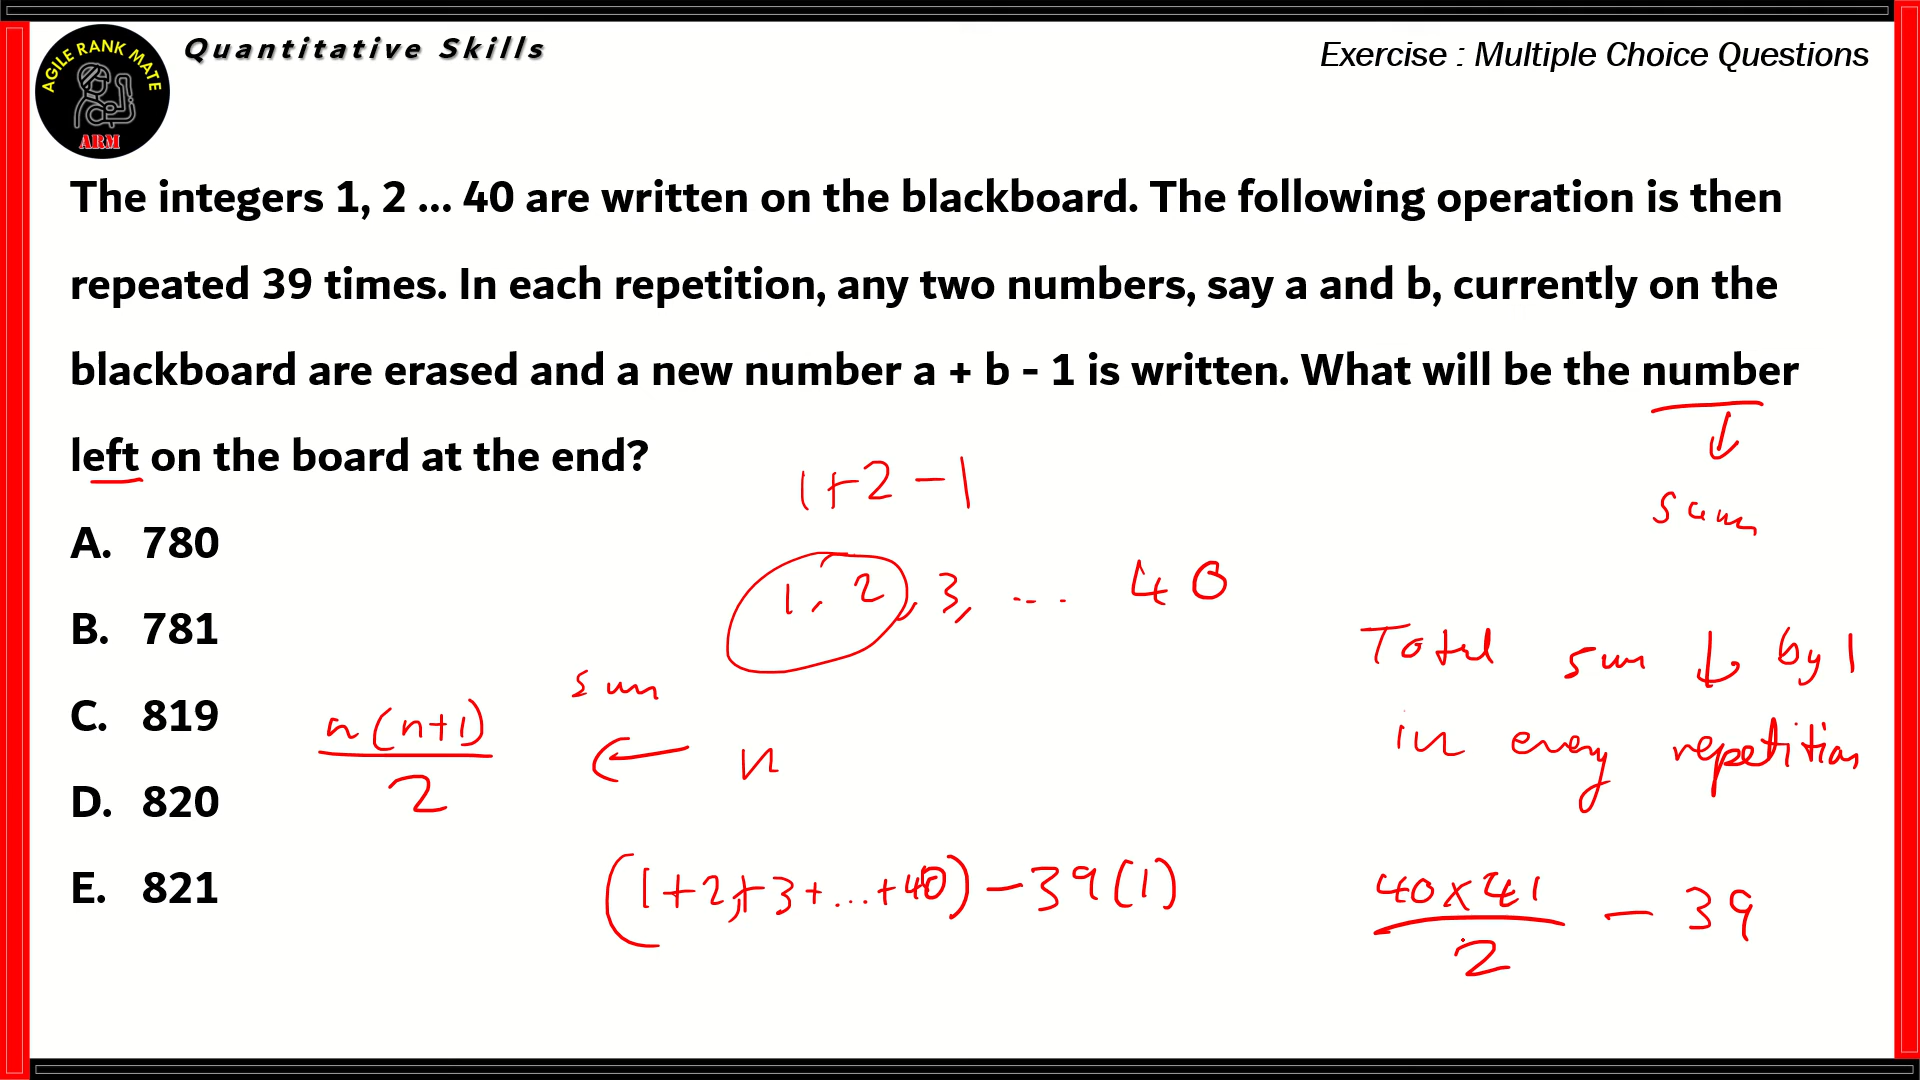 AGILE RANK MATE
ARM
Quantitative Skills
Exercise : Multiple Choice Questions
The integers 1, 2 ... 40 are written on the blackboard. The following operation is then
repeated 39 times. In each repetition, any two numbers, say a and b, currently on the
blackboard are erased and a new number a + b - 1 is written. What will be the number
left on the board at the end?
1+2-1
↓
sum
A. 780
1, 2, 3, ... 40
B. 781
Total sum ↓ by 1
in every repetition
C. 819
sum
n(n+1)/2 ← n
D. 820
E. 821
(1+2+3+...+40)-39(1)
40×41/2 - 39